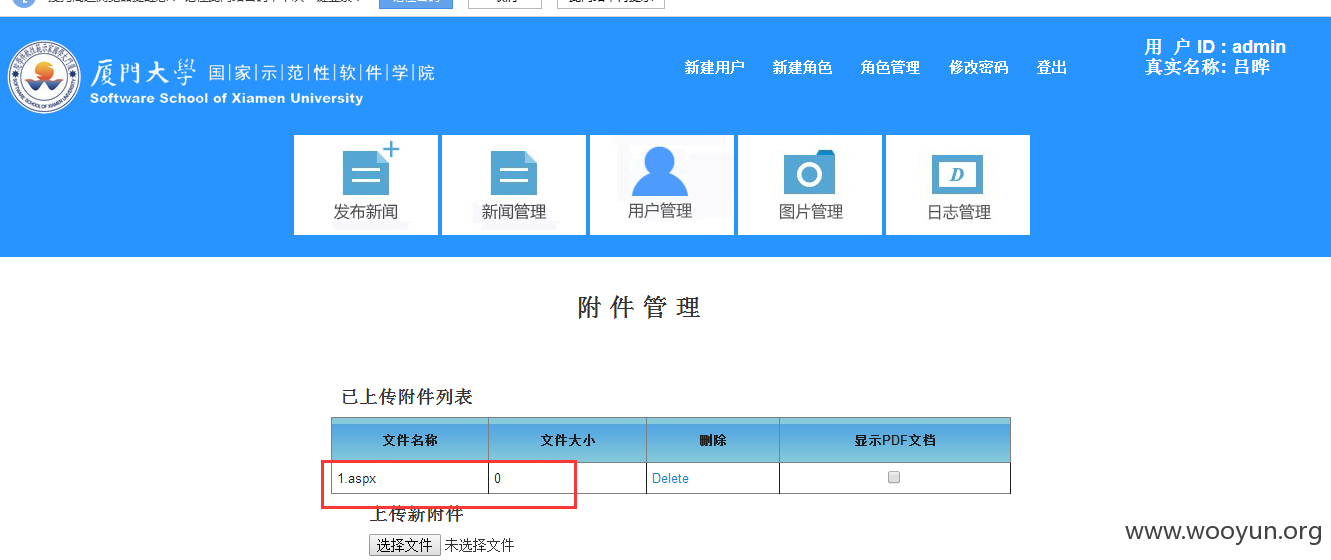 用 户 ID : admin
真实名称: 吕晔
新建用户 新建角色 角色管理 修改密码 登出
厦門大學 国家示范性软件学院
Software School of Xiamen University
发布新闻 新闻管理 用户管理 图片管理 日志管理
附件管理
已上传附件列表
文件名称 文件大小 删除 显示PDF文档
1.aspx 0 Delete
上传新附件
选择文件 未选择文件
www.wooyun.org